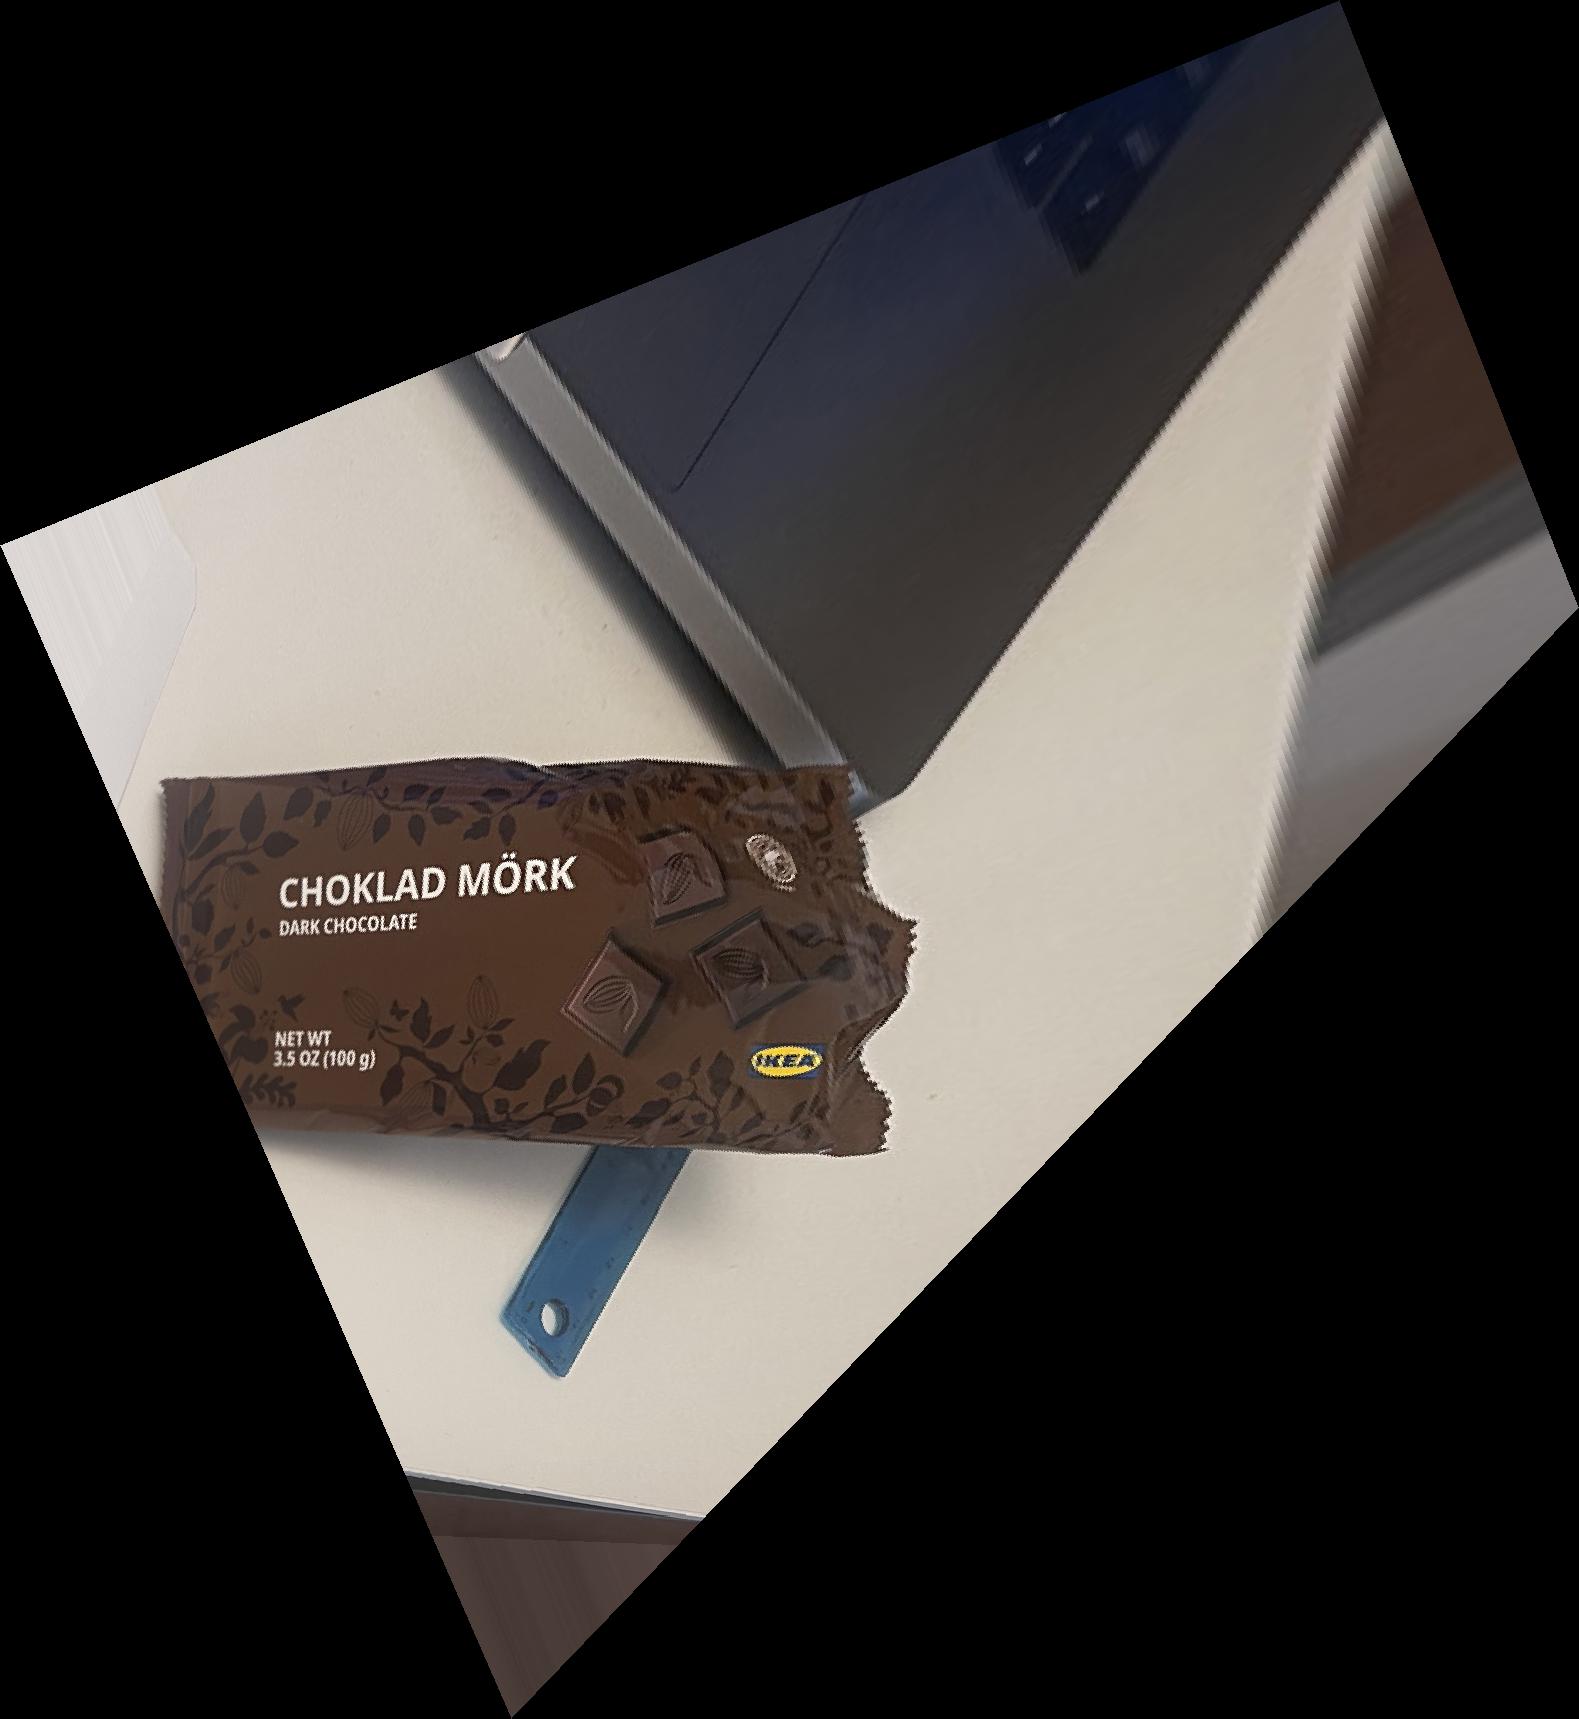 CHOKLAD MÖRK
DARK CHOCOLATE
NET WT
3.5 OZ (100 g)
IKEA